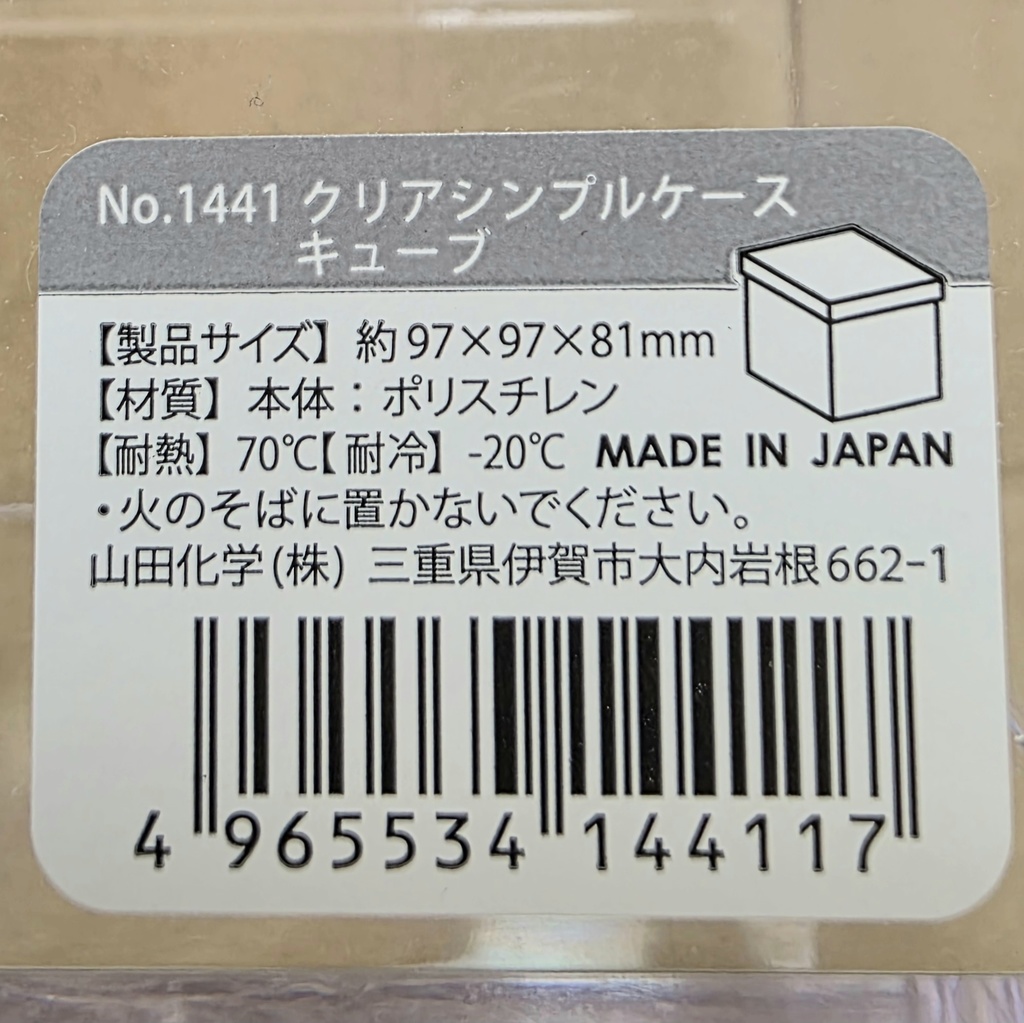 No.1441 クリアシンプルケース
キューブ
【製品サイズ】 約97×97×81mm
【材質】 本体：ポリスチレン
【耐熱】 70℃【耐冷】 -20℃ MADE IN JAPAN
・火のそばに置かないでください。
山田化学(株) 三重県伊賀市大内岩根662-1
4 965534 144117